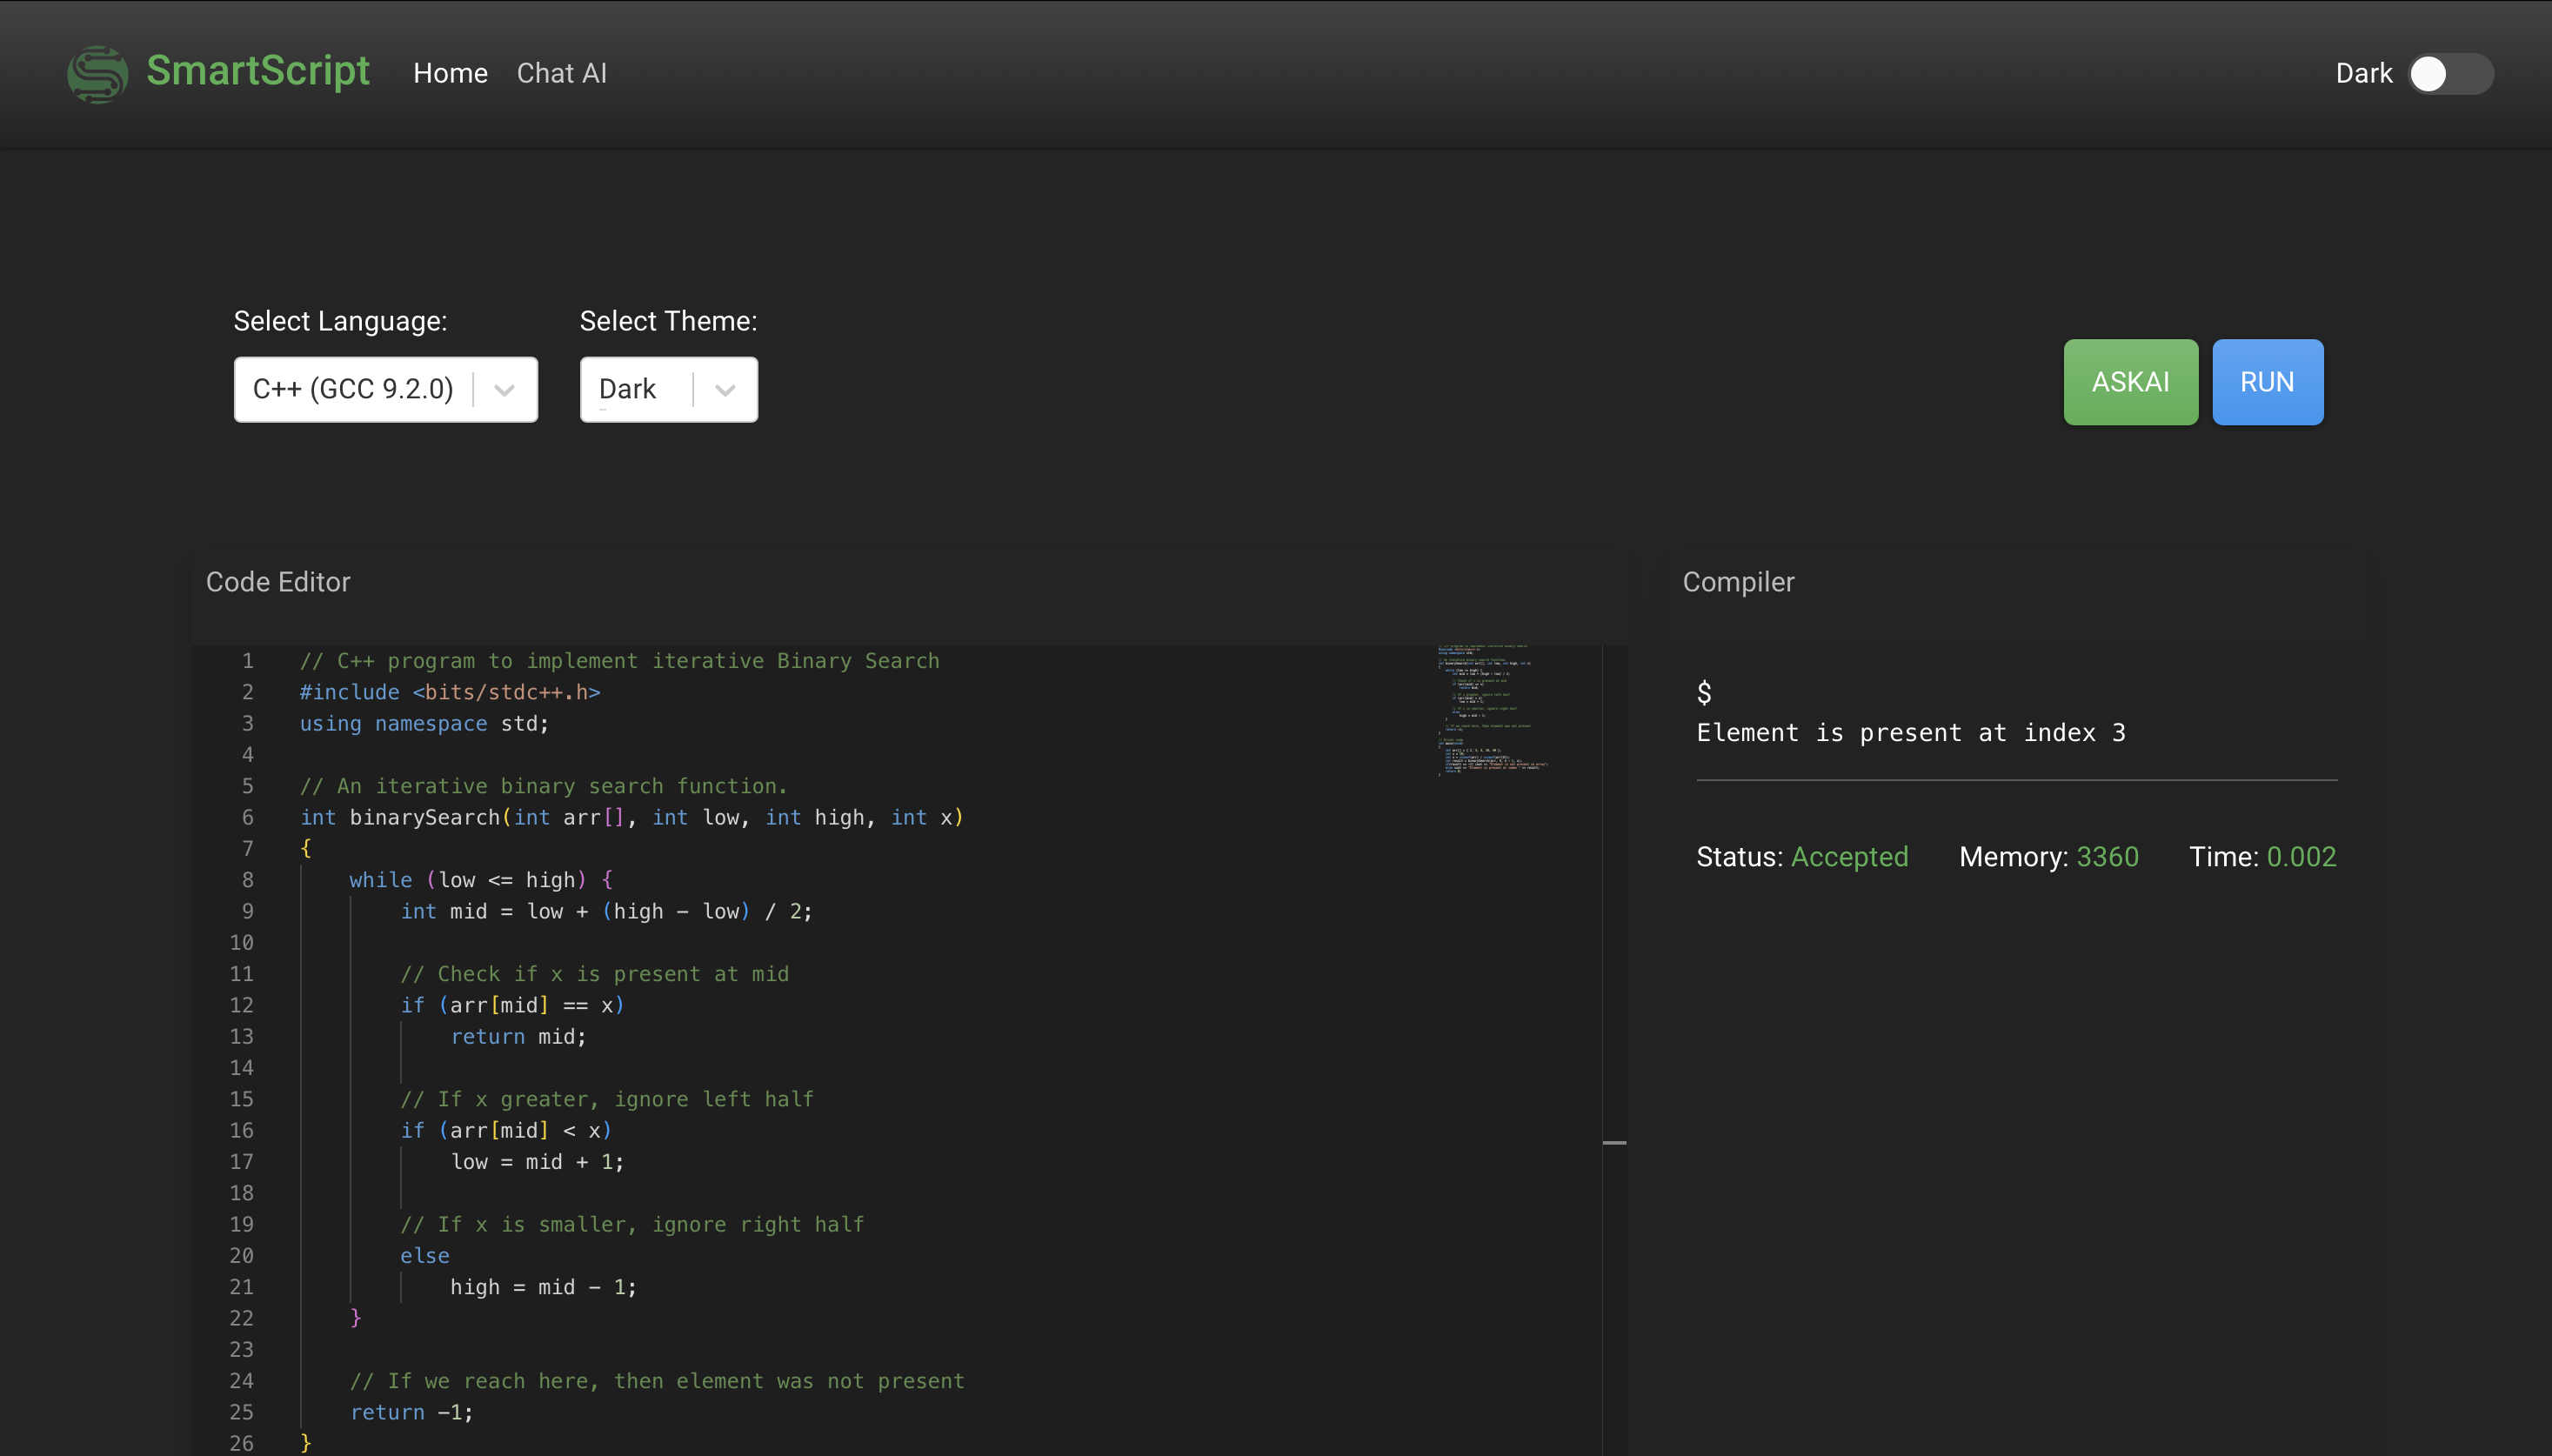 SmartScript Home Chat AI Dark
Select Language: Select Theme:
C++ (GCC 9.2.0) Dark
ASKAI RUN
Code Editor
1 // C++ program to implement iterative Binary Search
2 #include <bits/stdc++.h>
3 using namespace std;
4
5 // An iterative binary search function.
6 int binarySearch(int arr[], int low, int high, int x)
7 {
8 while (low <= high) {
9 int mid = low + (high - low) / 2;
10
11 // Check if x is present at mid
12 if (arr[mid] == x)
13 return mid;
14
15 // If x greater, ignore left half
16 if (arr[mid] < x)
17 low = mid + 1;
18
19 // If x is smaller, ignore right half
20 else
21 high = mid - 1;
22 }
23
24 // If we reach here, then element was not present
25 return -1;
26 }
Compiler
$
Element is present at index 3
Status: Accepted Memory: 3360 Time: 0.002